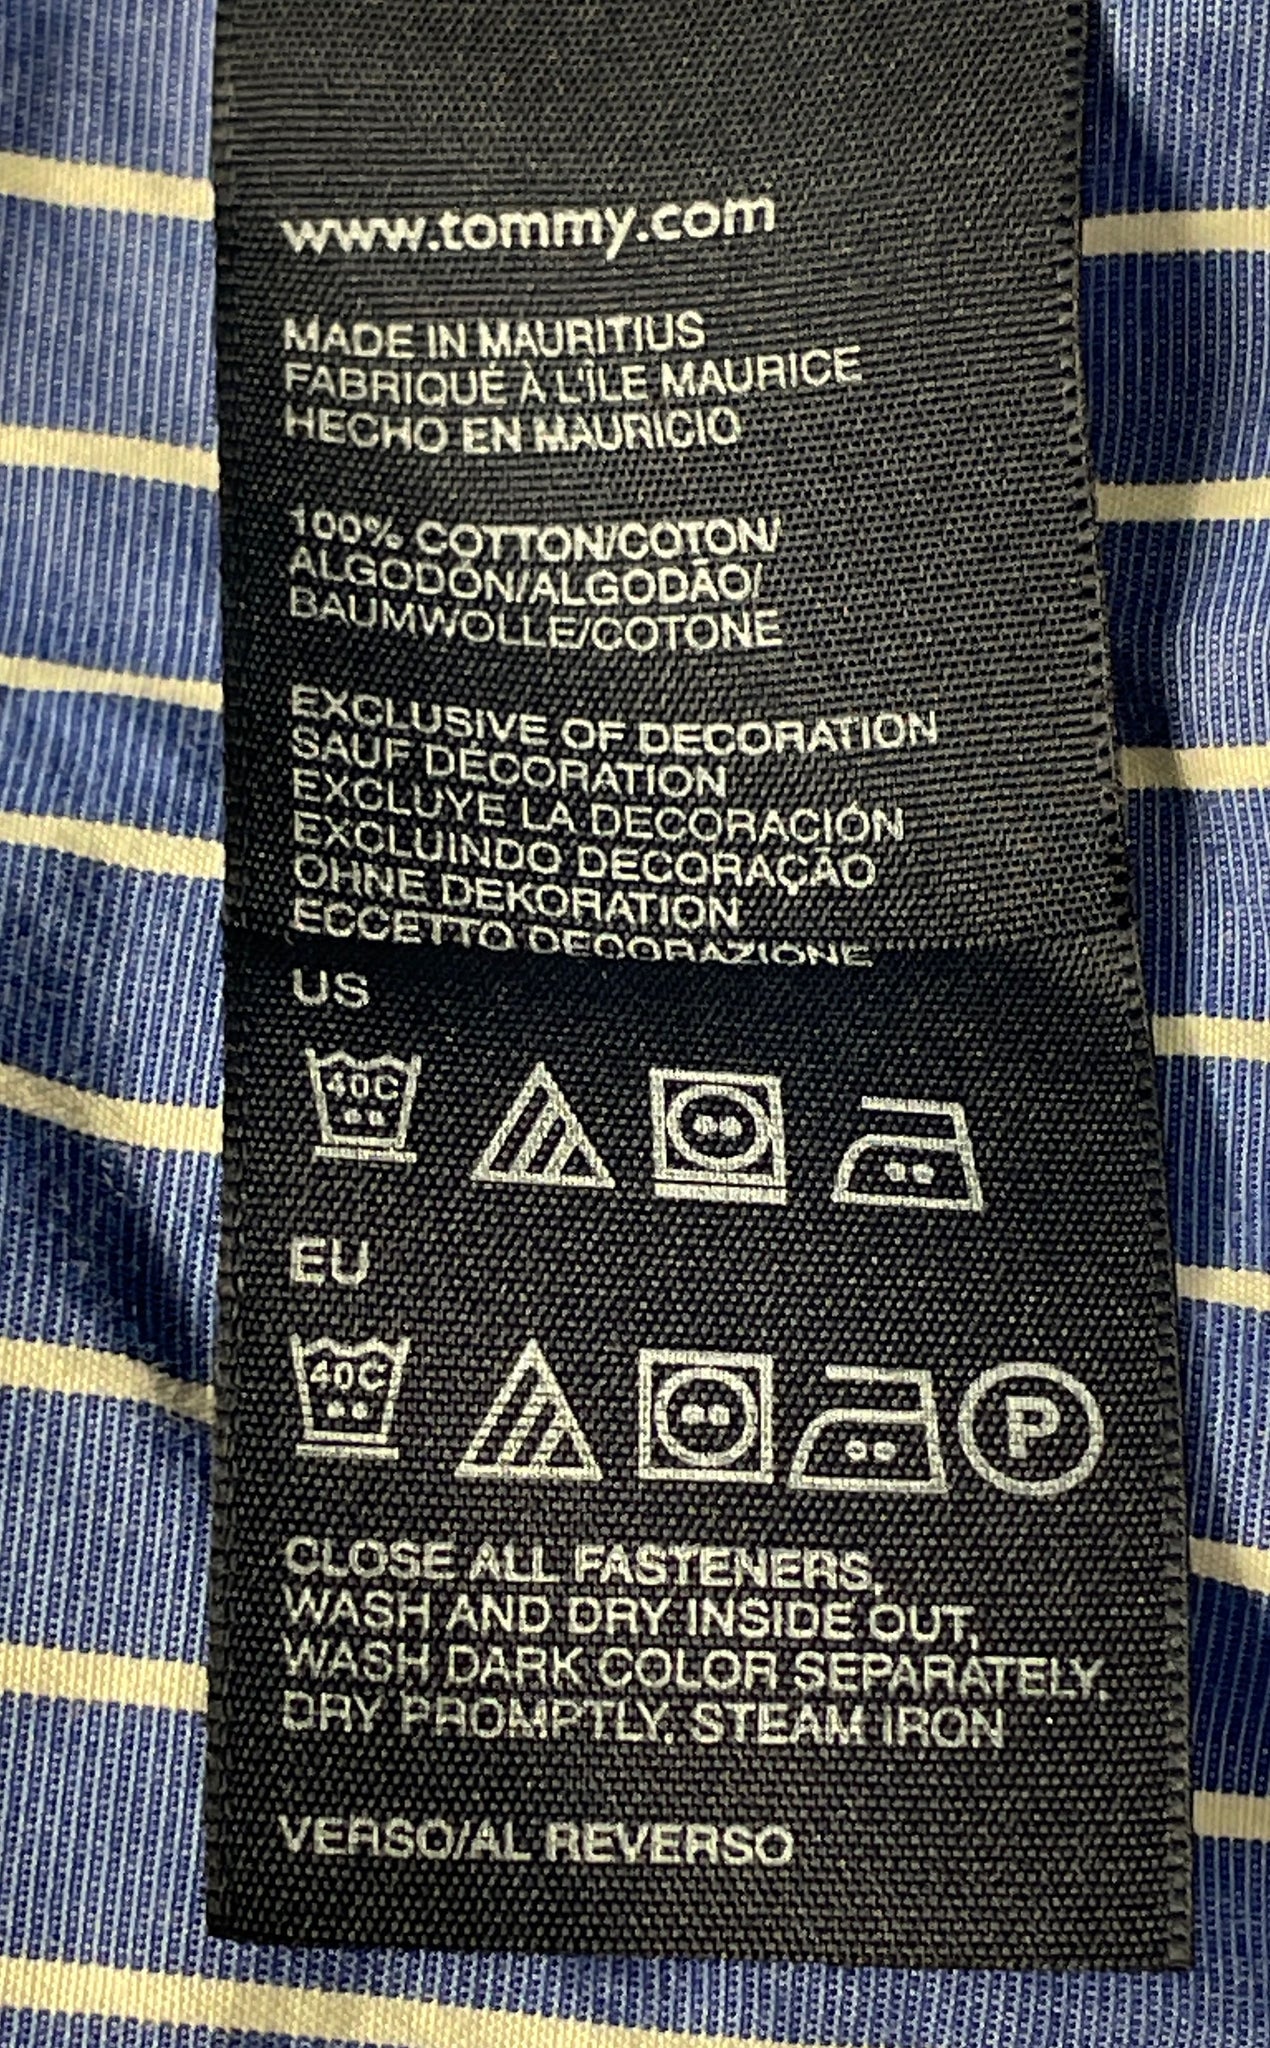 www.tommy.com
MADE IN MAURITIUS
FABRIQUÉ À L'ÎLE MAURICE
HECHO EN MAURICIO
100% COTTON/COTON/
ALGODÓN/ALGODÃO/
BAUMWOLLE/COTONE
EXCLUSIVE OF DECORATION
SAUF DÉCORATION
EXCLUYE LA DECORACIÓN
EXCLUINDO DECORAÇÃO
OHNE DEKORATION
ECCETTO DECORAZIONE
US
40C
EU
40C
P
CLOSE ALL FASTENERS,
WASH AND DRY INSIDE OUT,
WASH DARK COLOR SEPARATELY,
DRY PROMPTLY, STEAM IRON
VERSO/AL REVERSO